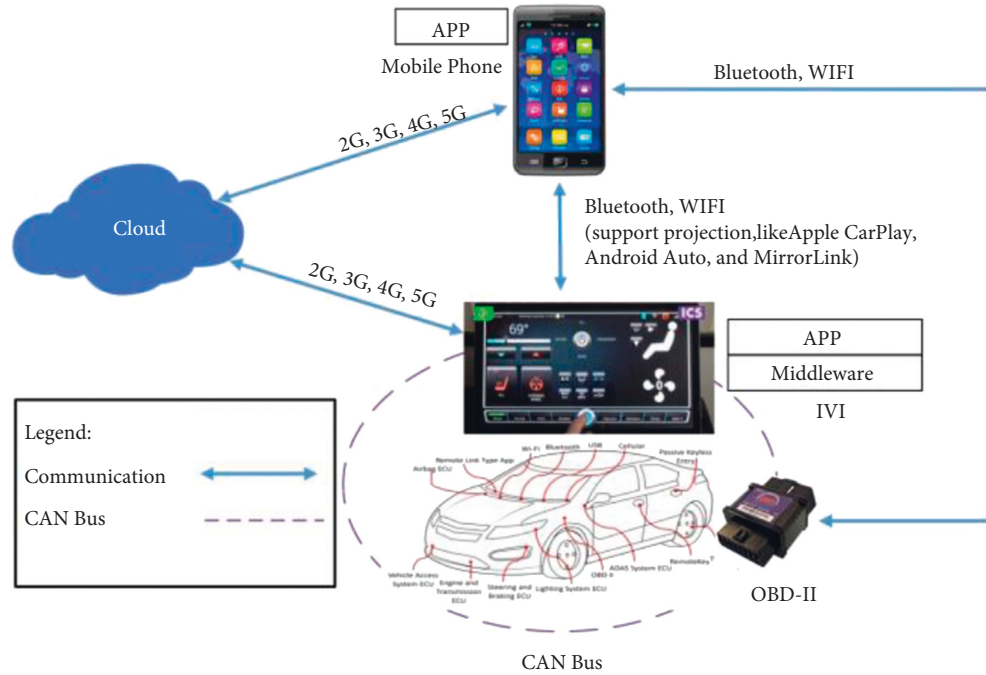 APP
Mobile Phone
Bluetooth, WIFI
2G, 3G, 4G, 5G
Cloud
Bluetooth, WIFI
(support projection,likeApple CarPlay,
Android Auto, and MirrorLink)
2G, 3G, 4G, 5G
ICS
69°
APP
Middleware
IVI
Legend:
Communication
CAN Bus
Wi-Fi
Bluetooth
USB
Cellular
Remote Link Type App
Airbag ECU
Passive Keyless
Entry
Vehicle Access
System ECU
Engine and
Transmission
ECU
Steering and
Braking ECU
Lighting System ECU
OBD II
ADAS System ECU
RemoteKey
OBD-II
CAN Bus